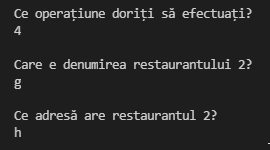 Ce operațiune doriți să efectuați?
4
Care e denumirea restaurantului 2?
g
Ce adresă are restaurantul 2?
h